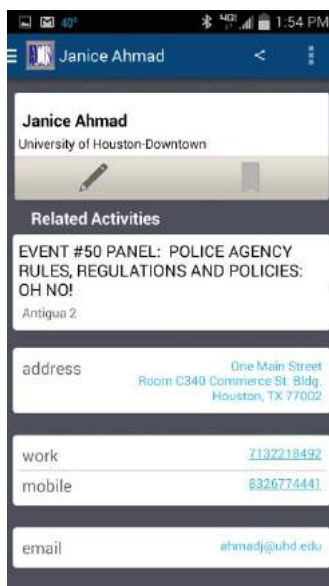 40° 4G 1:54 PM
ACJS Janice Ahmad
Janice Ahmad
University of Houston-Downtown
Related Activities
EVENT #50 PANEL: POLICE AGENCY
RULES, REGULATIONS AND POLICIES:
OH NO!
Antigua 2
address One Main Street
Room C340 Commerce St. Bldg.
Houston, TX 77002
work 7132218492
mobile 8326774441
email ahmadj@uhd.edu